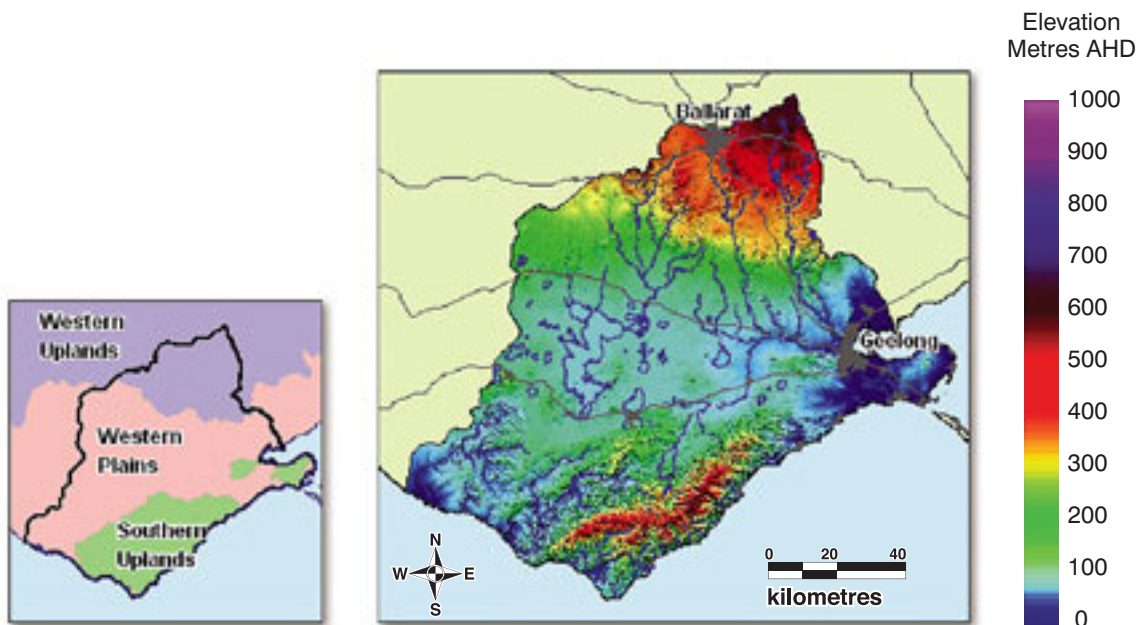 Western
Uplands
Western
Plains
Southern
Uplands
Ballarat
Geelong
N
W E
S
0 20 40
kilometres
Elevation
Metres AHD
1000
900
800
700
600
500
400
300
200
100
0